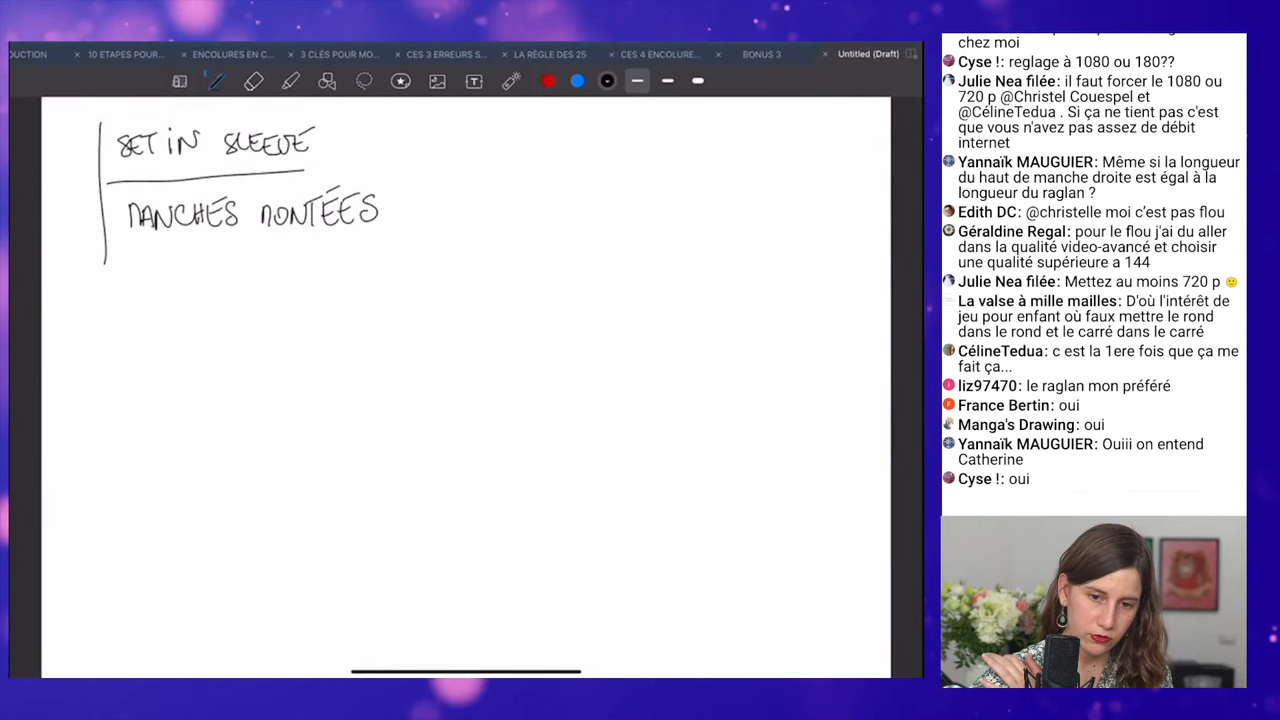 DUCTION
10 ETAPES POUR...
ENCOLURES EN C...
3 CLÉS POUR MO...
CES 3 ERREURS S...
LA RÈGLE DES 25
CES 4 ENCOLURE...
BONUS 3
Untitled (Draft)
SET IN SLEEVE
MANCHES MONTÉES
chez moi
Cyse !: reglage à 1080 ou 180??
Julie Nea filée: il faut forcer le 1080 ou
720 p @Christel Couespel et
@CélineTedua . Si ça ne tient pas c'est
que vous n'avez pas assez de débit
internet
Yannaïk MAUGUIER: Même si la longueur
du haut de manche droite est égal à la
longueur du raglan ?
Edith DC: @christelle moi c'est pas flou
Géraldine Regal: pour le flou j'ai du aller
dans la qualité video-avancé et choisir
une qualité supérieure a 144
Julie Nea filée: Mettez au moins 720 p 🙂
La valse à mille mailles: D'où l'intérêt de
jeu pour enfant où faux mettre le rond
dans le rond et le carré dans le carré
CélineTedua: c est la 1ere fois que ça me
fait ça...
liz97470: le raglan mon préféré
France Bertin: oui
Manga's Drawing: oui
Yannaïk MAUGUIER: Ouiii on entend
Catherine
Cyse !: oui